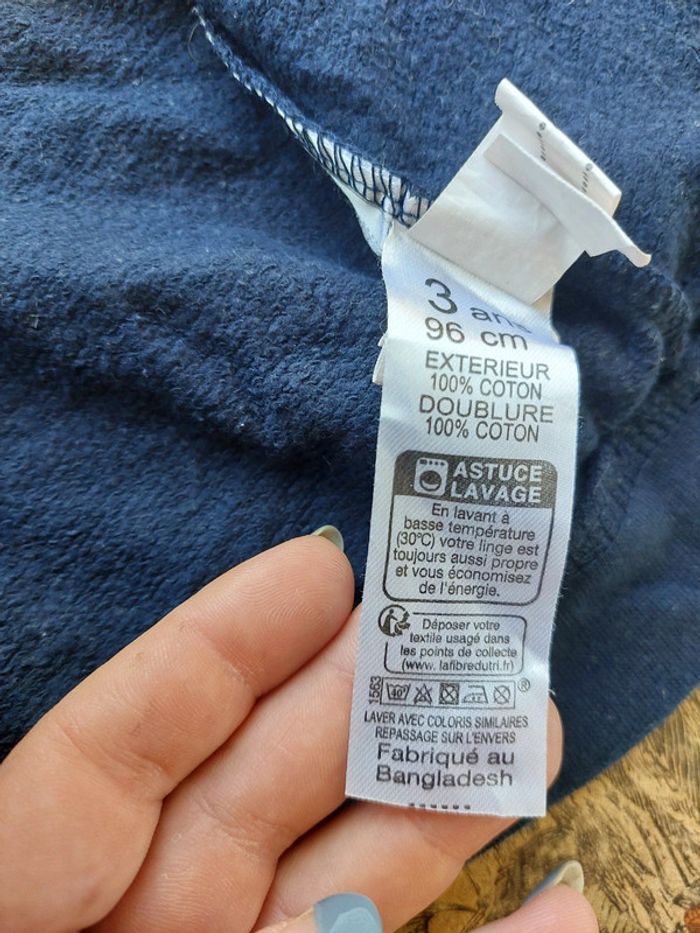 3 ans
96 cm
EXTERIEUR
100% COTON
DOUBLURE
100% COTON
ASTUCE
LAVAGE
En lavant à
basse température
(30°C) votre linge est
toujours aussi propre
et vous économisez
de l'énergie.
Déposer votre
textile usagé dans
les points de collecte
(www. lafibredutri.fr)
1563
40°
®
LAVER AVEC COLORIS SIMILAIRES
REPASSAGE SUR L'ENVERS
Fabriqué au
Bangladesh